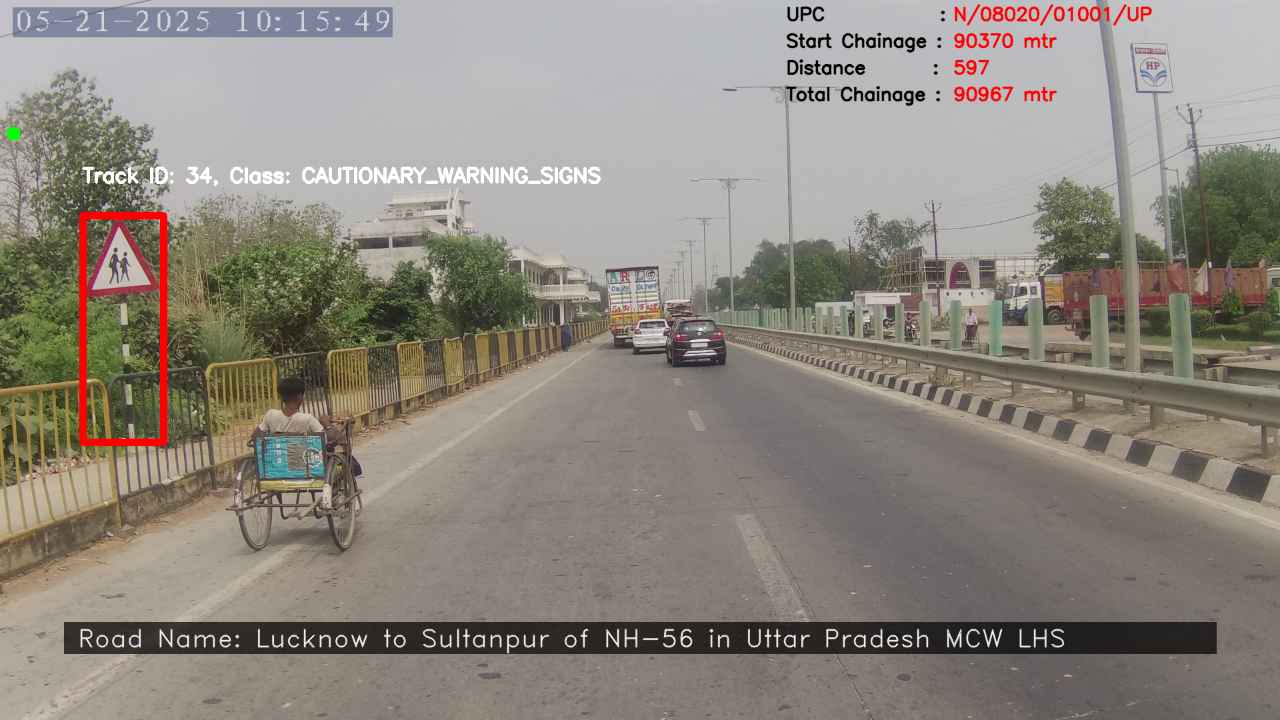 05-21-2025 10:15:49
UPC : N/08020/01001/UP
Start Chainage : 90370 mtr
Distance : 597
Total Chainage : 90967 mtr
HP
Track ID: 34, Class: CAUTIONARY_WARNING_SIGNS
Road Name: Lucknow to Sultanpur of NH-56 in Uttar Pradesh MCW LHS